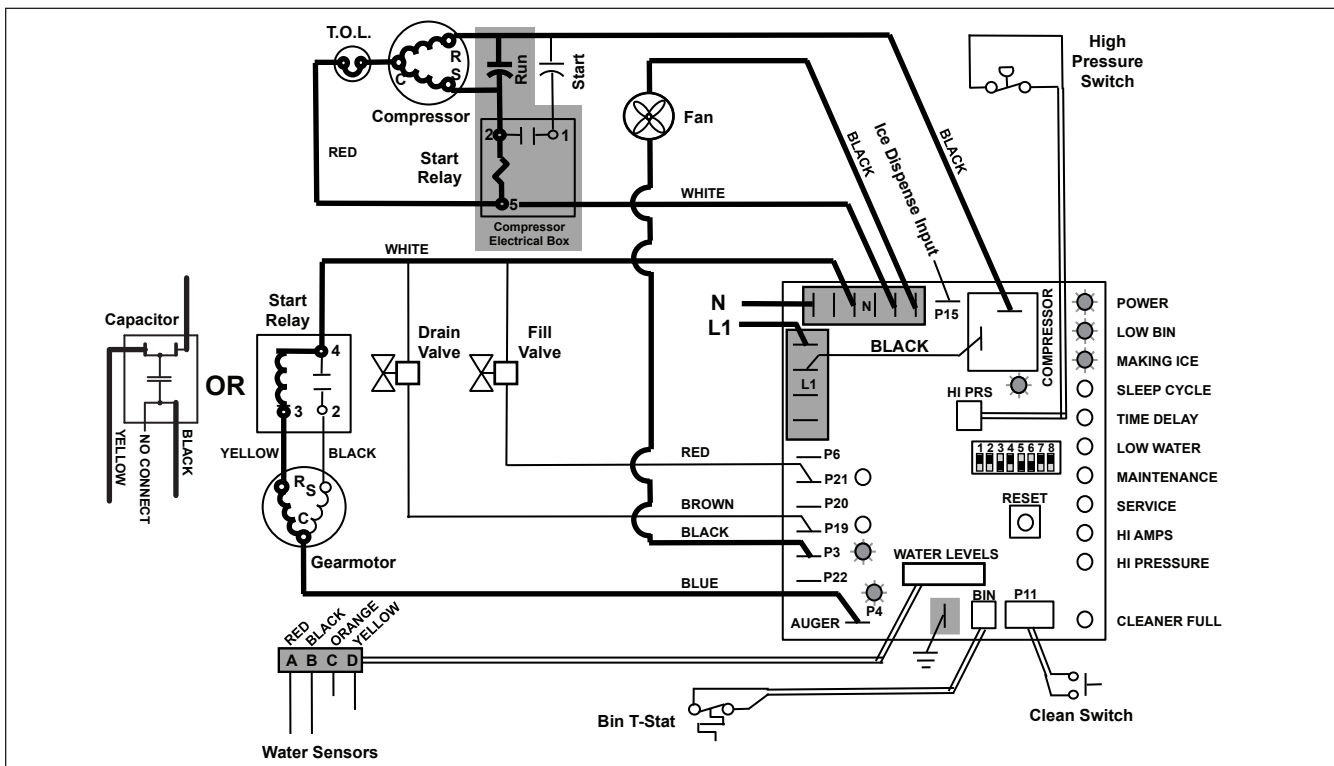 T.O.L.
R
C
S
Run
Start
Compressor
2
1
Start
Relay
5
Compressor
Electrical Box
RED
WHITE
Fan
BLACK
Ice Dispense Input
BLACK
High
Pressure
Switch
WHITE
Capacitor
YELLOW
NO CONNECT
BLACK
OR
Start
Relay
4
3
2
YELLOW
BLACK
R
S
C
Gearmotor
Drain
Valve
Fill
Valve
N
L1
N
P15
BLACK
L1
COMPRESSOR
HI PRS
1 2 3 4 5 6 7 8
RESET
RED
P6
P21
BROWN
P20
P19
BLACK
P3
P22
BLUE
P4
AUGER
WATER LEVELS
BIN
P11
POWER
LOW BIN
MAKING ICE
SLEEP CYCLE
TIME DELAY
LOW WATER
MAINTENANCE
SERVICE
HI AMPS
HI PRESSURE
CLEANER FULL
RED
BLACK
ORANGE
YELLOW
A B C D
Water Sensors
Bin T-Stat
Clean Switch